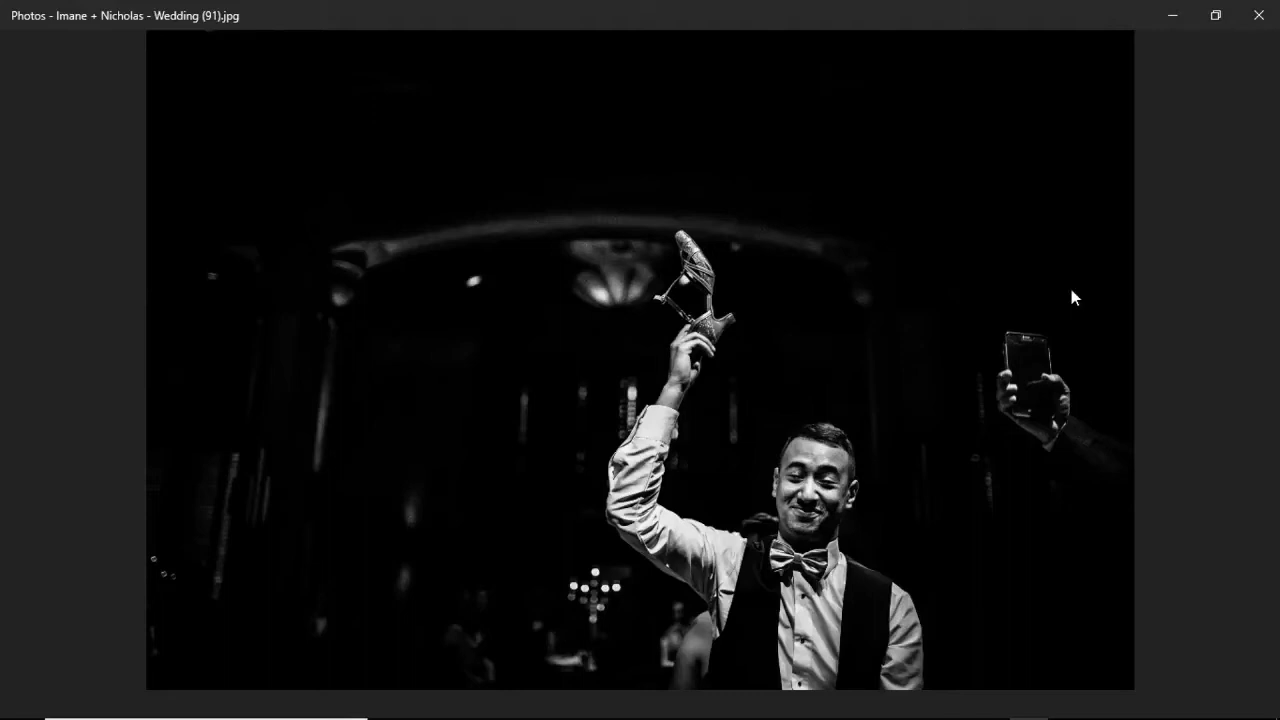 Photos - Imane + Nicholas - Wedding (91).jpg